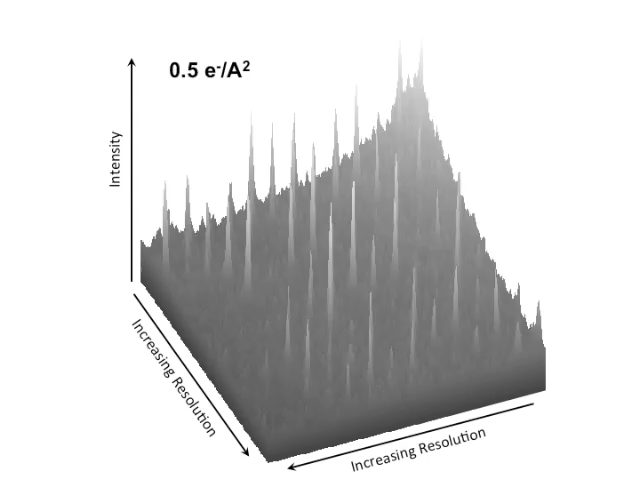 0.5 e⁻/A²
Intensity
Increasing Resolution
Increasing Resolution